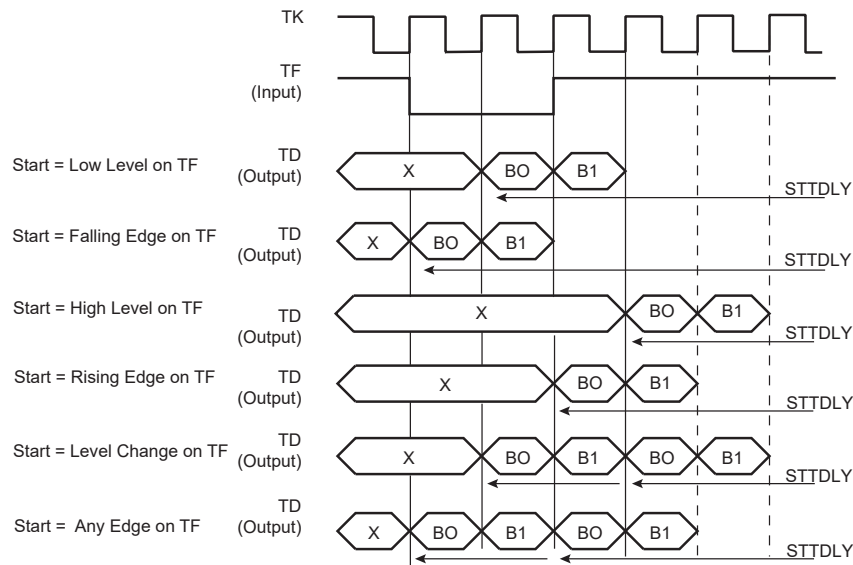 TK
TF
(Input)
Start = Low Level on TF
TD
(Output)
X
BO
B1
STTDLY
Start = Falling Edge on TF
TD
(Output)
X
BO
B1
STTDLY
Start = High Level on TF
TD
(Output)
X
BO
B1
STTDLY
Start = Rising Edge on TF
TD
(Output)
X
BO
B1
STTDLY
Start = Level Change on TF
TD
(Output)
X
BO
B1
BO
B1
STTDLY
Start = Any Edge on TF
TD
(Output)
X
BO
B1
BO
B1
STTDLY